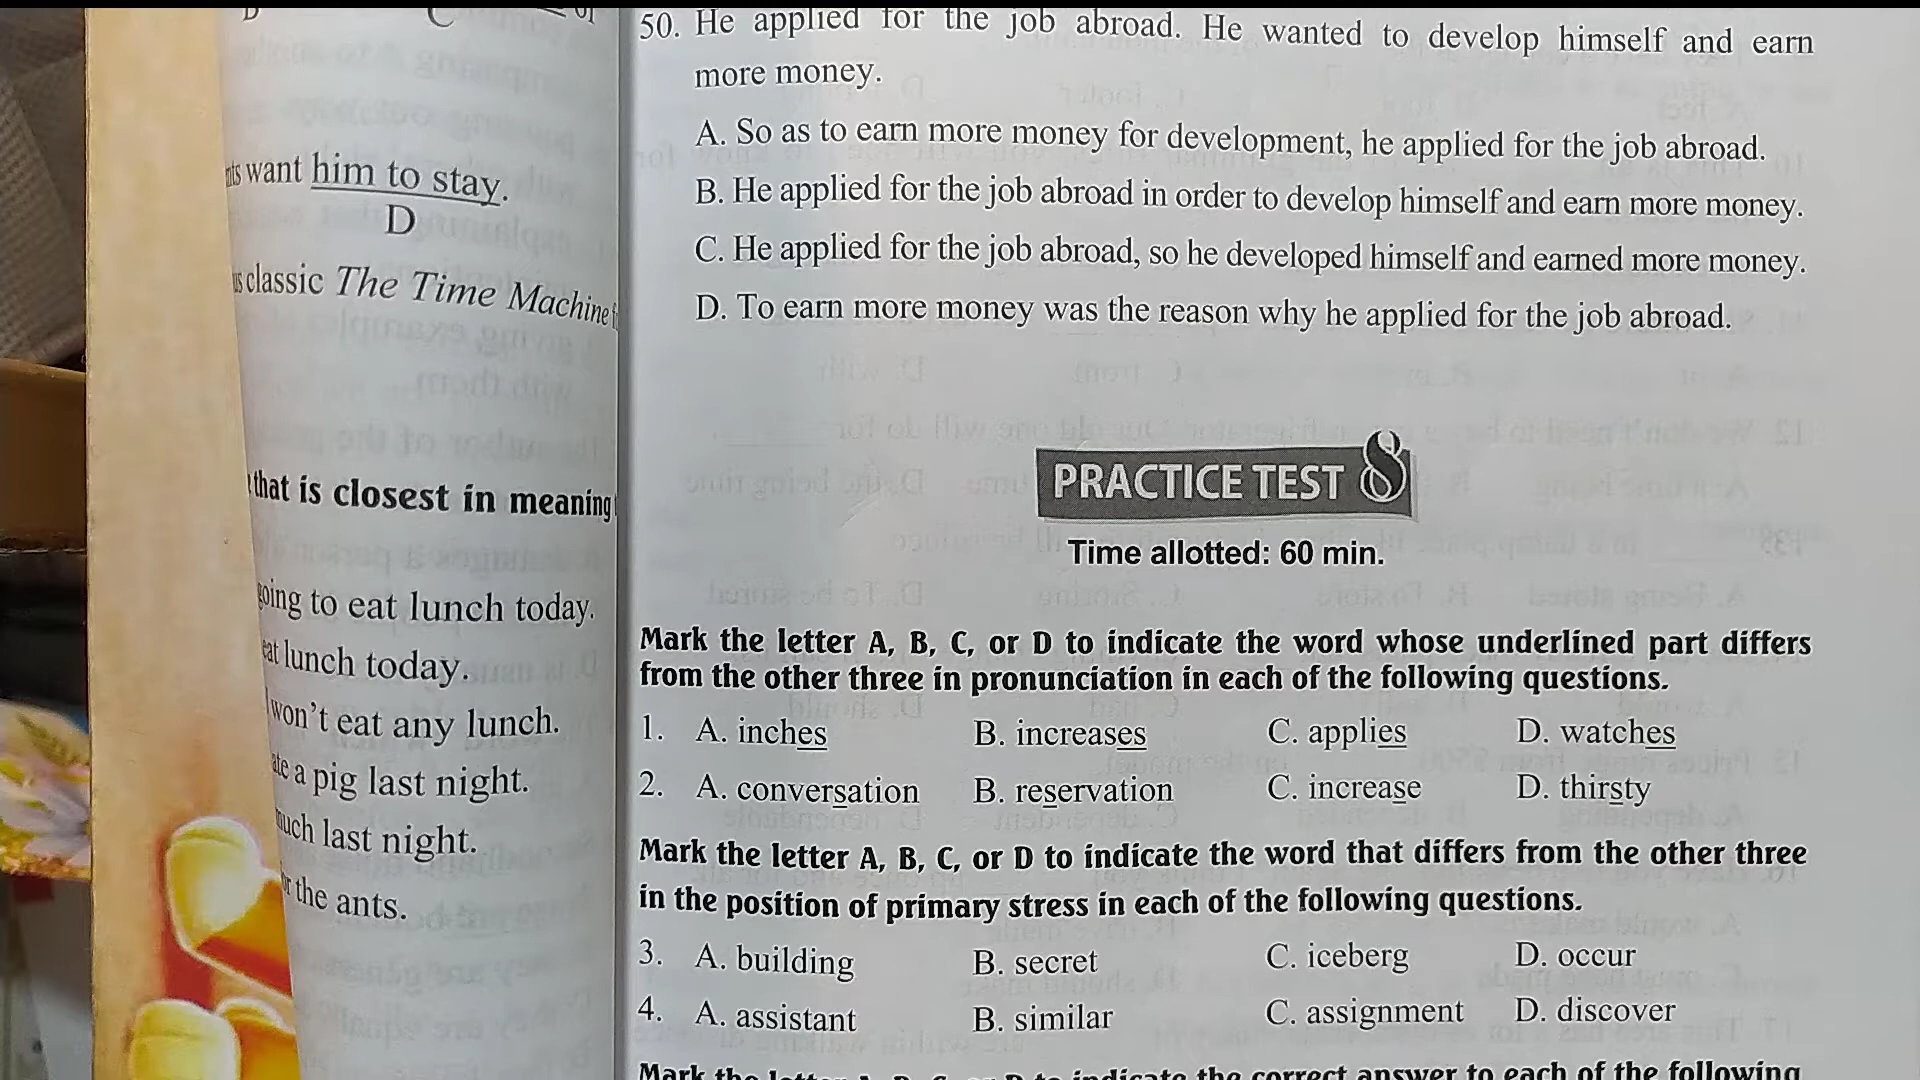 want him to stay.
D
classic The Time Machine
that is closest in meaning
going to eat lunch today.
eat lunch today.
won't eat any lunch.
ate a pig last night.
much last night.
the ants.
50. He applied for the job abroad. He wanted to develop himself and earn
more money.
A. So as to earn more money for development, he applied for the job abroad.
B. He applied for the job abroad in order to develop himself and earn more money.
C. He applied for the job abroad, so he developed himself and earned more money.
D. To earn more money was the reason why he applied for the job abroad.
PRACTICE TEST 8
Time allotted: 60 min.
Mark the letter A, B, C, or D to indicate the word whose underlined part differs
from the other three in pronunciation in each of the following questions.
1. A. inches B. increases C. applies D. watches
2. A. conversation B. reservation C. increase D. thirsty
Mark the letter A, B, C, or D to indicate the word that differs from the other three
in the position of primary stress in each of the following questions.
3. A. building B. secret C. iceberg D. occur
4. A. assistant B. similar C. assignment D. discover
Mark the letter A, B, C, or D to indicate the correct answer to each of the following